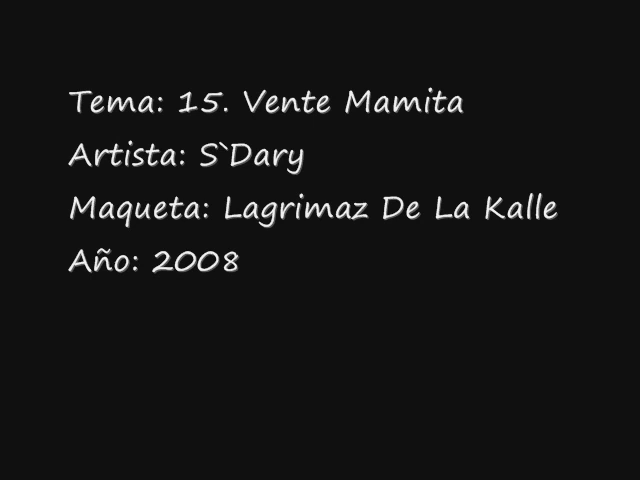 Tema: 15. Vente Mamita
Artista: S`Dary
Maqueta: Lagrimaz De La Kalle
Año: 2008